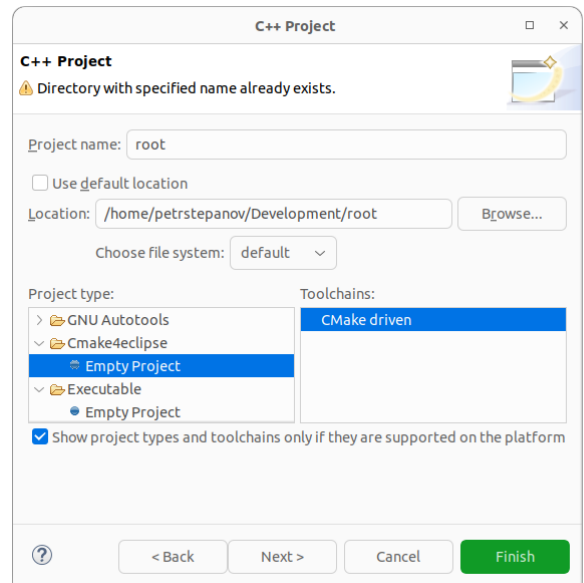 C++ Project
C++ Project
Directory with specified name already exists.
Project name: root
Use default location
Location: /home/petrstepanov/Development/root Browse...
Choose file system: default
Project type: Toolchains:
GNU Autotools CMake driven
Cmake4eclipse
Empty Project
Executable
Empty Project
Show project types and toolchains only if they are supported on the platform
? < Back Next > Cancel Finish